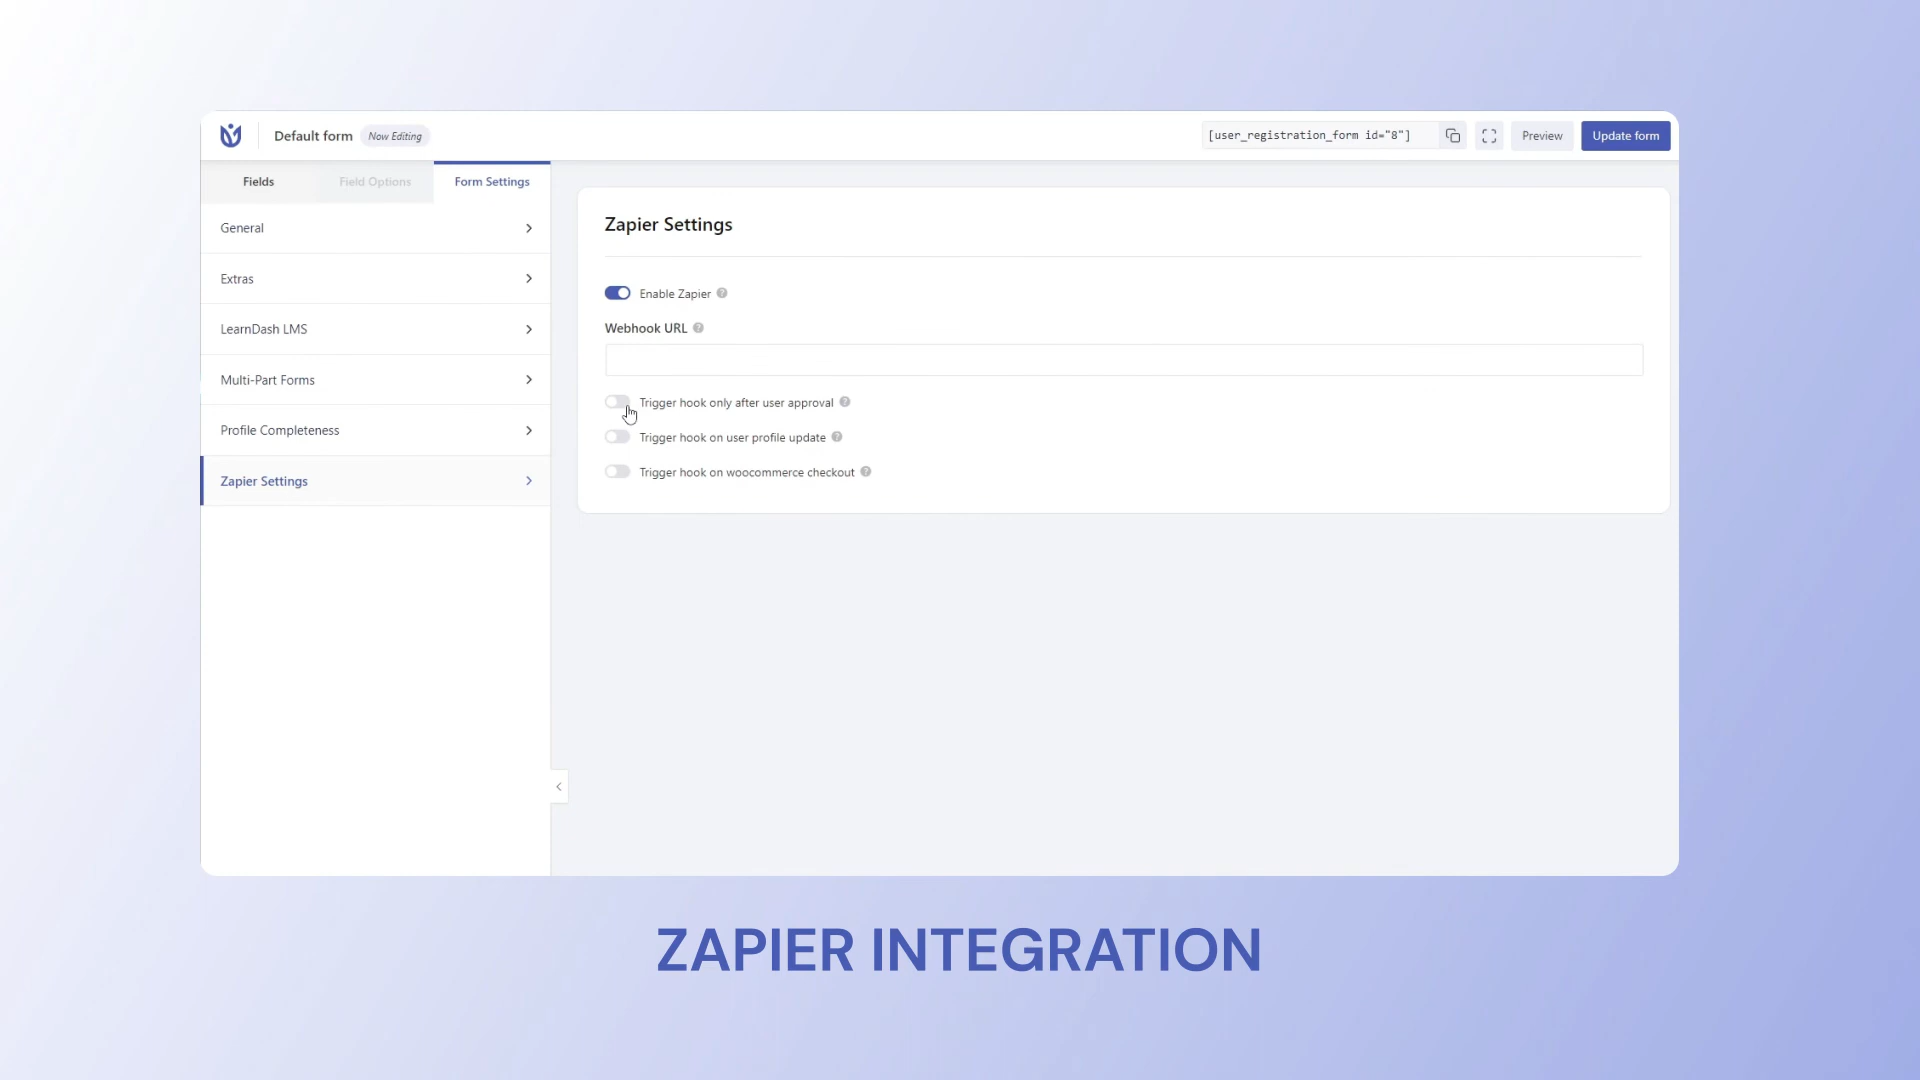 Default form
Now Editing
[user_registration_form id="8"]
Preview
Update form
Fields
Field Options
Form Settings
General
Extras
LearnDash LMS
Multi-Part Forms
Profile Completeness
Zapier Settings
Zapier Settings
Enable Zapier
Webhook URL
Trigger hook only after user approval
Trigger hook on user profile update
Trigger hook on woocommerce checkout
ZAPIER INTEGRATION